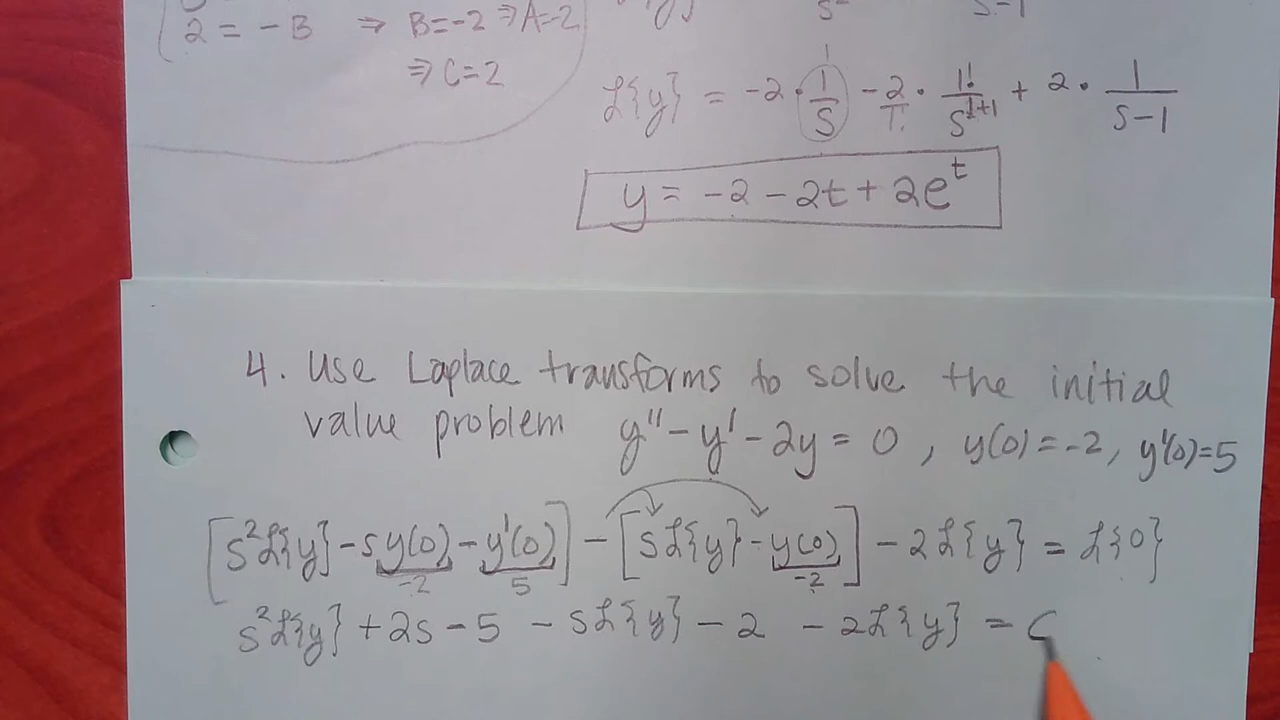 2 = -B ⇒ B=-2 ⇒A=-2
⇒ C=2
s-1
ℒ{y} = -2 · 1/s - 2/1! · 1!/s^(1+1) + 2 · 1/(s-1)
y = -2 - 2t + 2e^t
4. Use Laplace transforms to solve the initial
value problem y'' - y' - 2y = 0, y(0) = -2, y'(0)=5
[s²ℒ{y} - sy(0) - y'(0)] - [sℒ{y} - y(0)] - 2ℒ{y} = ℒ{0}
-2 5 -2
s²ℒ{y} + 2s - 5 - sℒ{y} - 2 - 2ℒ{y} =